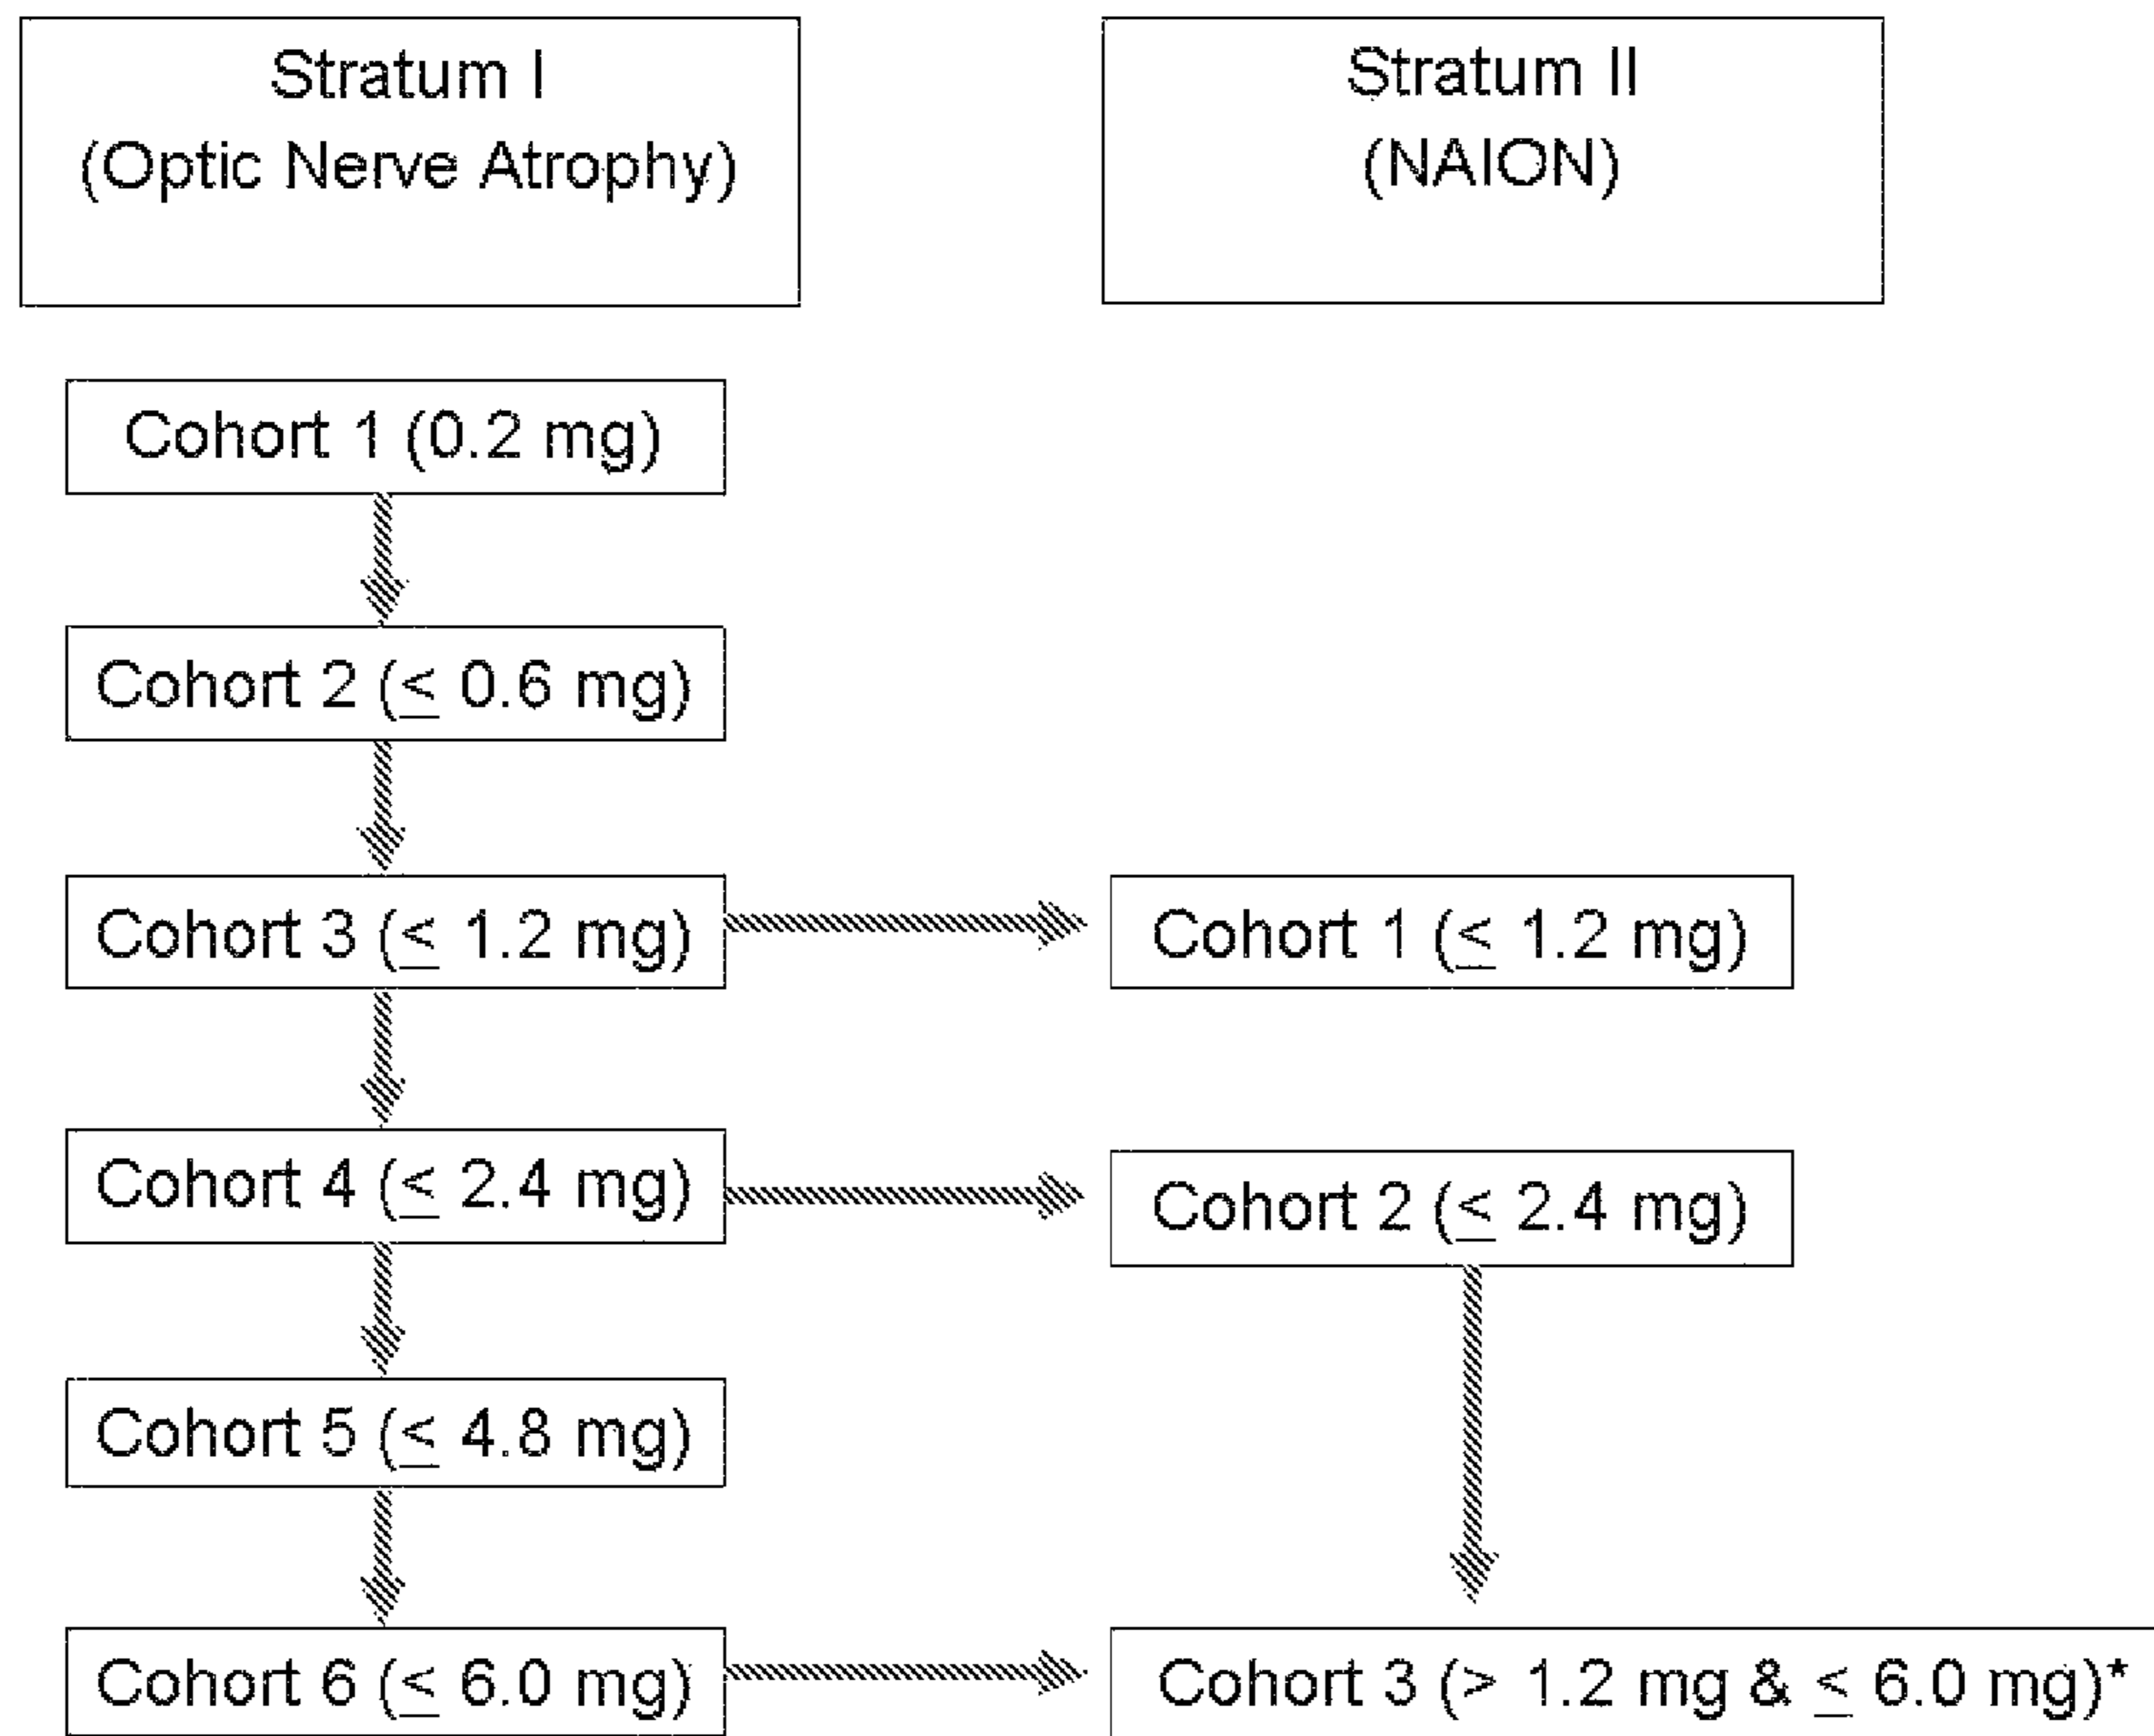 Stratum I
(Optic Nerve Atrophy)
Stratum II
(NAION)
Cohort 1 (0.2 mg)
Cohort 2 (≤ 0.6 mg)
Cohort 3 (≤ 1.2 mg)
Cohort 1 (≤ 1.2 mg)
Cohort 4 (≤ 2.4 mg)
Cohort 2 (≤ 2.4 mg)
Cohort 5 (≤ 4.8 mg)
Cohort 6 (≤ 6.0 mg)
Cohort 3 (> 1.2 mg & ≤ 6.0 mg)*